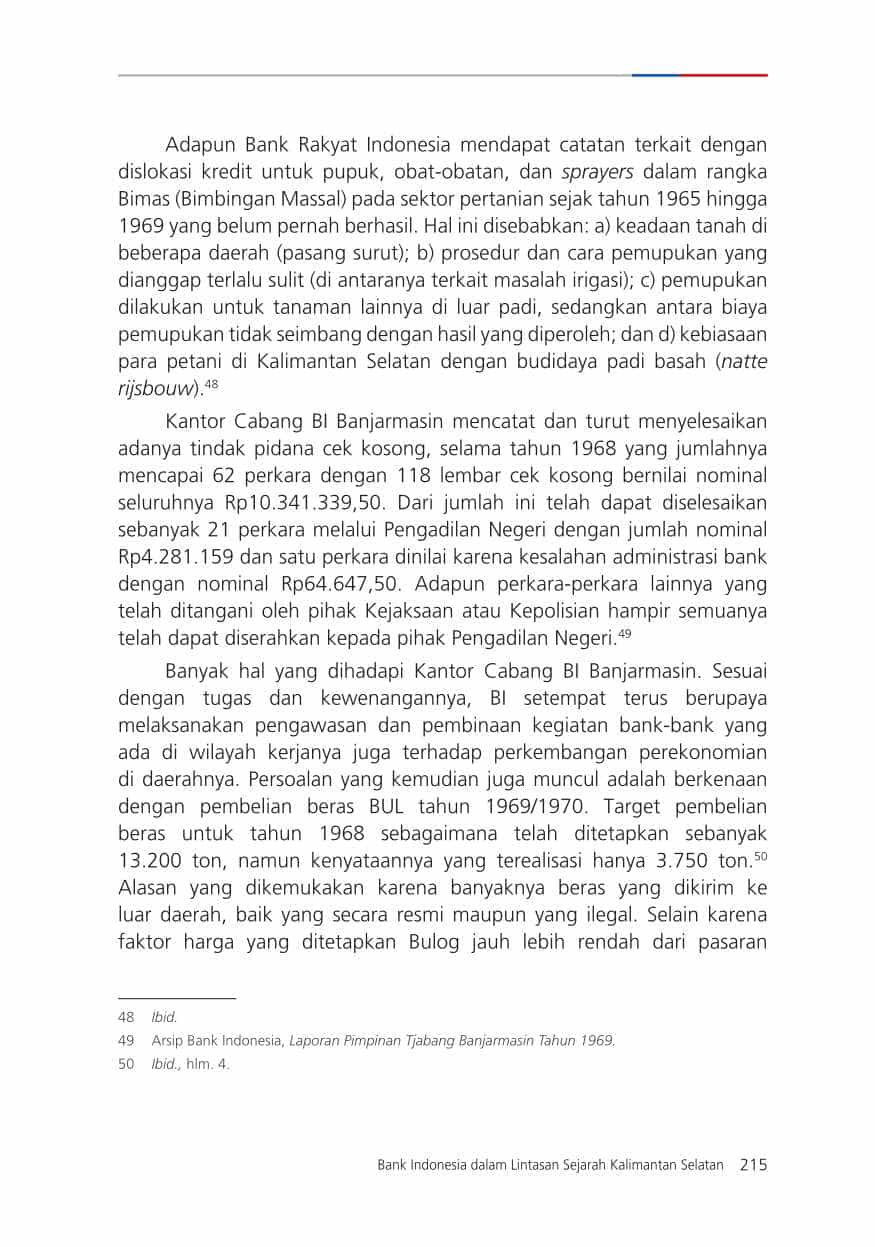 Adapun Bank Rakyat Indonesia mendapat catatan terkait dengan
dislokasi kredit untuk pupuk, obat-obatan, dan sprayers dalam rangka
Bimas (Bimbingan Massal) pada sektor pertanian sejak tahun 1965 hingga
1969 yang belum pernah berhasil. Hal ini disebabkan: a) keadaan tanah di
beberapa daerah (pasang surut); b) prosedur dan cara pemupukan yang
dianggap terlalu sulit (di antaranya terkait masalah irigasi); c) pemupukan
dilakukan untuk tanaman lainnya di luar padi, sedangkan antara biaya
pemupukan tidak seimbang dengan hasil yang diperoleh; dan d) kebiasaan
para petani di Kalimantan Selatan dengan budidaya padi basah (natte
rijsbouw).48
Kantor Cabang BI Banjarmasin mencatat dan turut menyelesaikan
adanya tindak pidana cek kosong, selama tahun 1968 yang jumlahnya
mencapai 62 perkara dengan 118 lembar cek kosong bernilai nominal
seluruhnya Rp10.341.339,50. Dari jumlah ini telah dapat diselesaikan
sebanyak 21 perkara melalui Pengadilan Negeri dengan jumlah nominal
Rp4.281.159 dan satu perkara dinilai karena kesalahan administrasi bank
dengan nominal Rp64.647,50. Adapun perkara-perkara lainnya yang
telah ditangani oleh pihak Kejaksaan atau Kepolisian hampir semuanya
telah dapat diserahkan kepada pihak Pengadilan Negeri.49
Banyak hal yang dihadapi Kantor Cabang BI Banjarmasin. Sesuai
dengan tugas dan kewenangannya, BI setempat terus berupaya
melaksanakan pengawasan dan pembinaan kegiatan bank-bank yang
ada di wilayah kerjanya juga terhadap perkembangan perekonomian
di daerahnya. Persoalan yang kemudian juga muncul adalah berkenaan
dengan pembelian beras BUL tahun 1969/1970. Target pembelian
beras untuk tahun 1968 sebagaimana telah ditetapkan sebanyak
13.200 ton, namun kenyataannya yang terealisasi hanya 3.750 ton.50
Alasan yang dikemukakan karena banyaknya beras yang dikirim ke
luar daerah, baik yang secara resmi maupun yang ilegal. Selain karena
faktor harga yang ditetapkan Bulog jauh lebih rendah dari pasaran
48 Ibid.
49 Arsip Bank Indonesia, Laporan Pimpinan Tjabang Banjarmasin Tahun 1969.
50 Ibid., hlm. 4.
Bank Indonesia dalam Lintasan Sejarah Kalimantan Selatan 215